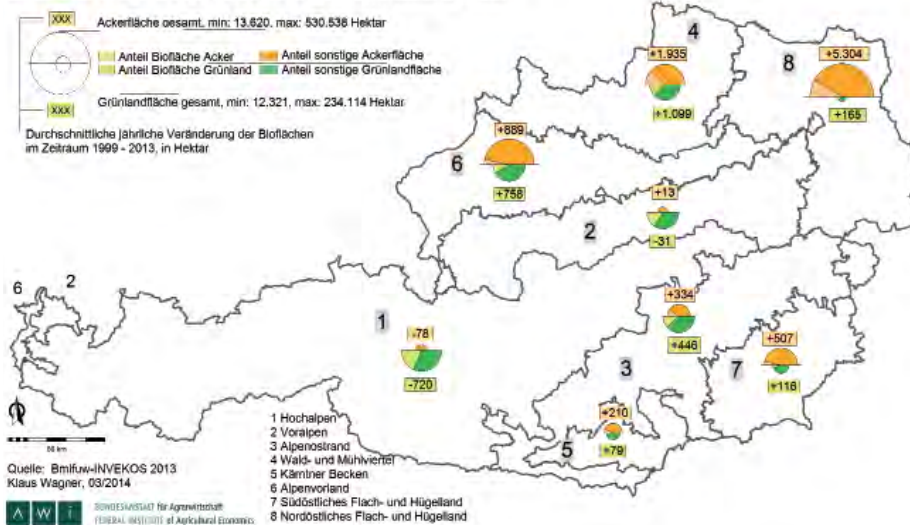 XXX
Ackerfläche gesamt, min: 13.620, max: 530.538 Hektar
Anteil Biofläche Acker
Anteil sonstige Ackerfläche
Anteil Biofläche Grünland
Anteil sonstige Grünlandfläche
XXX
Grünlandfläche gesamt, min: 12.321, max: 234.114 Hektar
Durchschnittliche jährliche Veränderung der Bioflächen
im Zeitraum 1999 - 2013, in Hektar
4
+1.935
+1.099
8
+5.304
+165
+889
6
+758
+13
2
-31
6
2
1
-78
-720
+334
+446
3
+507
7
+116
+210
5
+79
1 Hochalpen
2 Voralpen
3 Alpenostrand
4 Wald- und Mühlviertel
5 Kärntner Becken
6 Alpenvorland
7 Südöstliches Flach- und Hügelland
8 Nordöstliches Flach- und Hügelland
50 km
Quelle: Bmlfuw-INVEKOS 2013
Klaus Wagner, 03/2014
AWI
BUNDESANSTALT für Agrarwirtschaft
FEDERAL INSTITUTE of Agricultural Economics